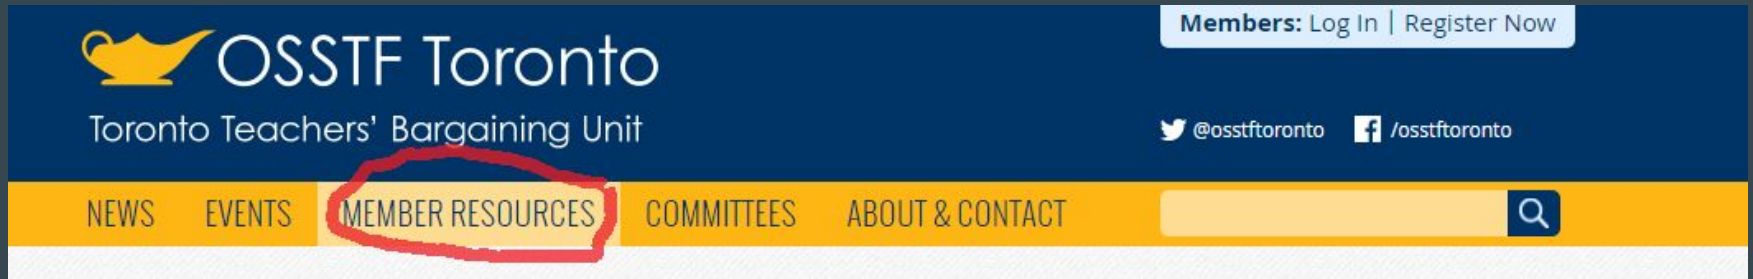 Members: Log In | Register Now
OSSTF Toronto
Toronto Teachers' Bargaining Unit
@osstftoronto /osstftoronto
NEWS EVENTS MEMBER RESOURCES COMMITTEES ABOUT & CONTACT